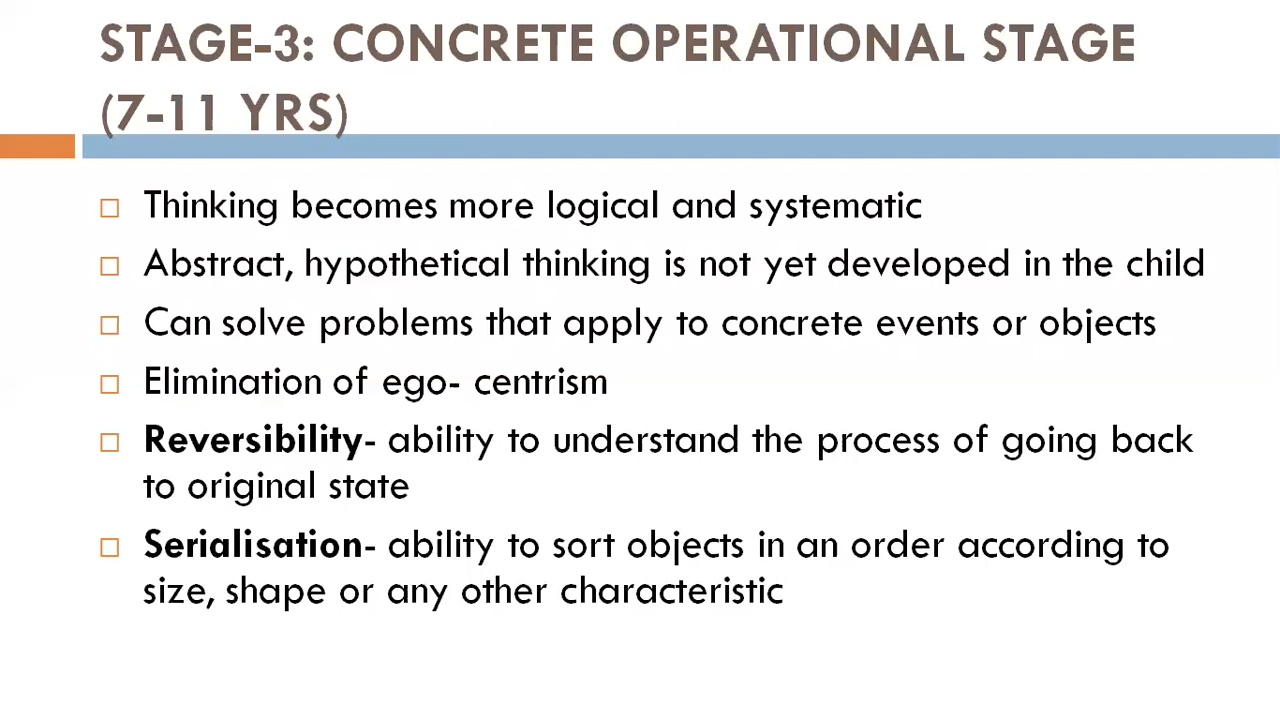 STAGE-3: CONCRETE OPERATIONAL STAGE
(7-11 YRS)
Thinking becomes more logical and systematic
Abstract, hypothetical thinking is not yet developed in the child
Can solve problems that apply to concrete events or objects
Elimination of ego- centrism
Reversibility- ability to understand the process of going back
to original state
Serialisation- ability to sort objects in an order according to
size, shape or any other characteristic